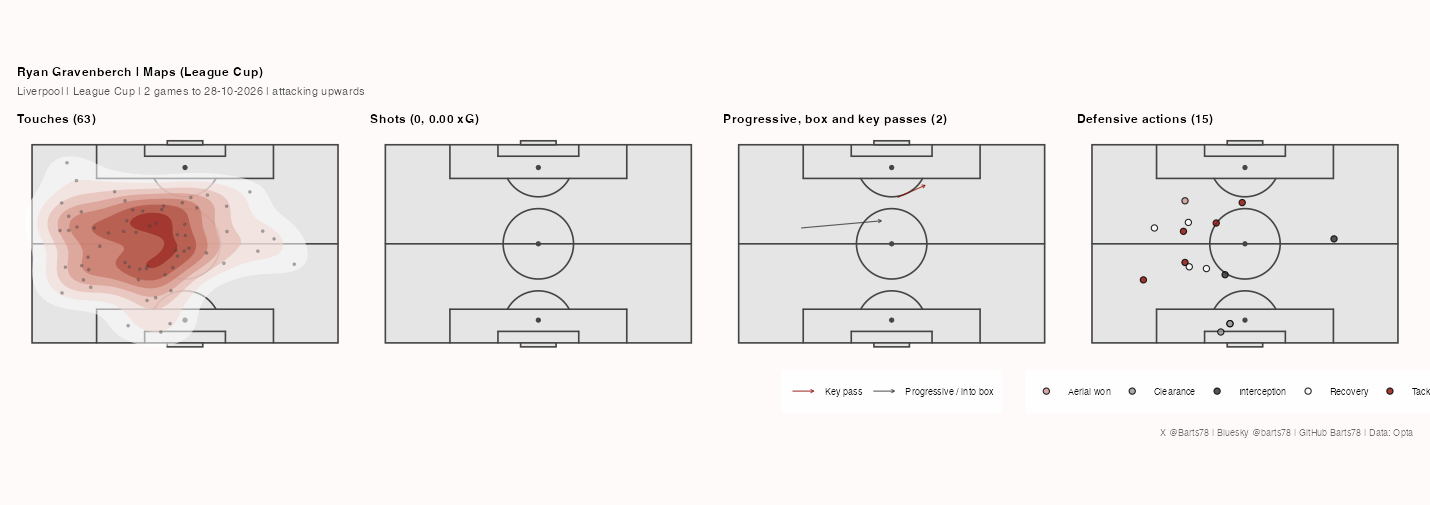 Ryan Gravenberch | Maps (League Cup)
Liverpool | League Cup | 2 games to 28-10-2026 | attacking upwards
Touches (63)
Shots (0, 0.00 xG)
Progressive, box and key passes (2)
Defensive actions (15)
Key pass
Progressive / Into box
Aerial won
Clearance
Interception
Recovery
Tack
X @Barts78 | Bluesky @barts78 | GitHub Barts78 | Data: Opta